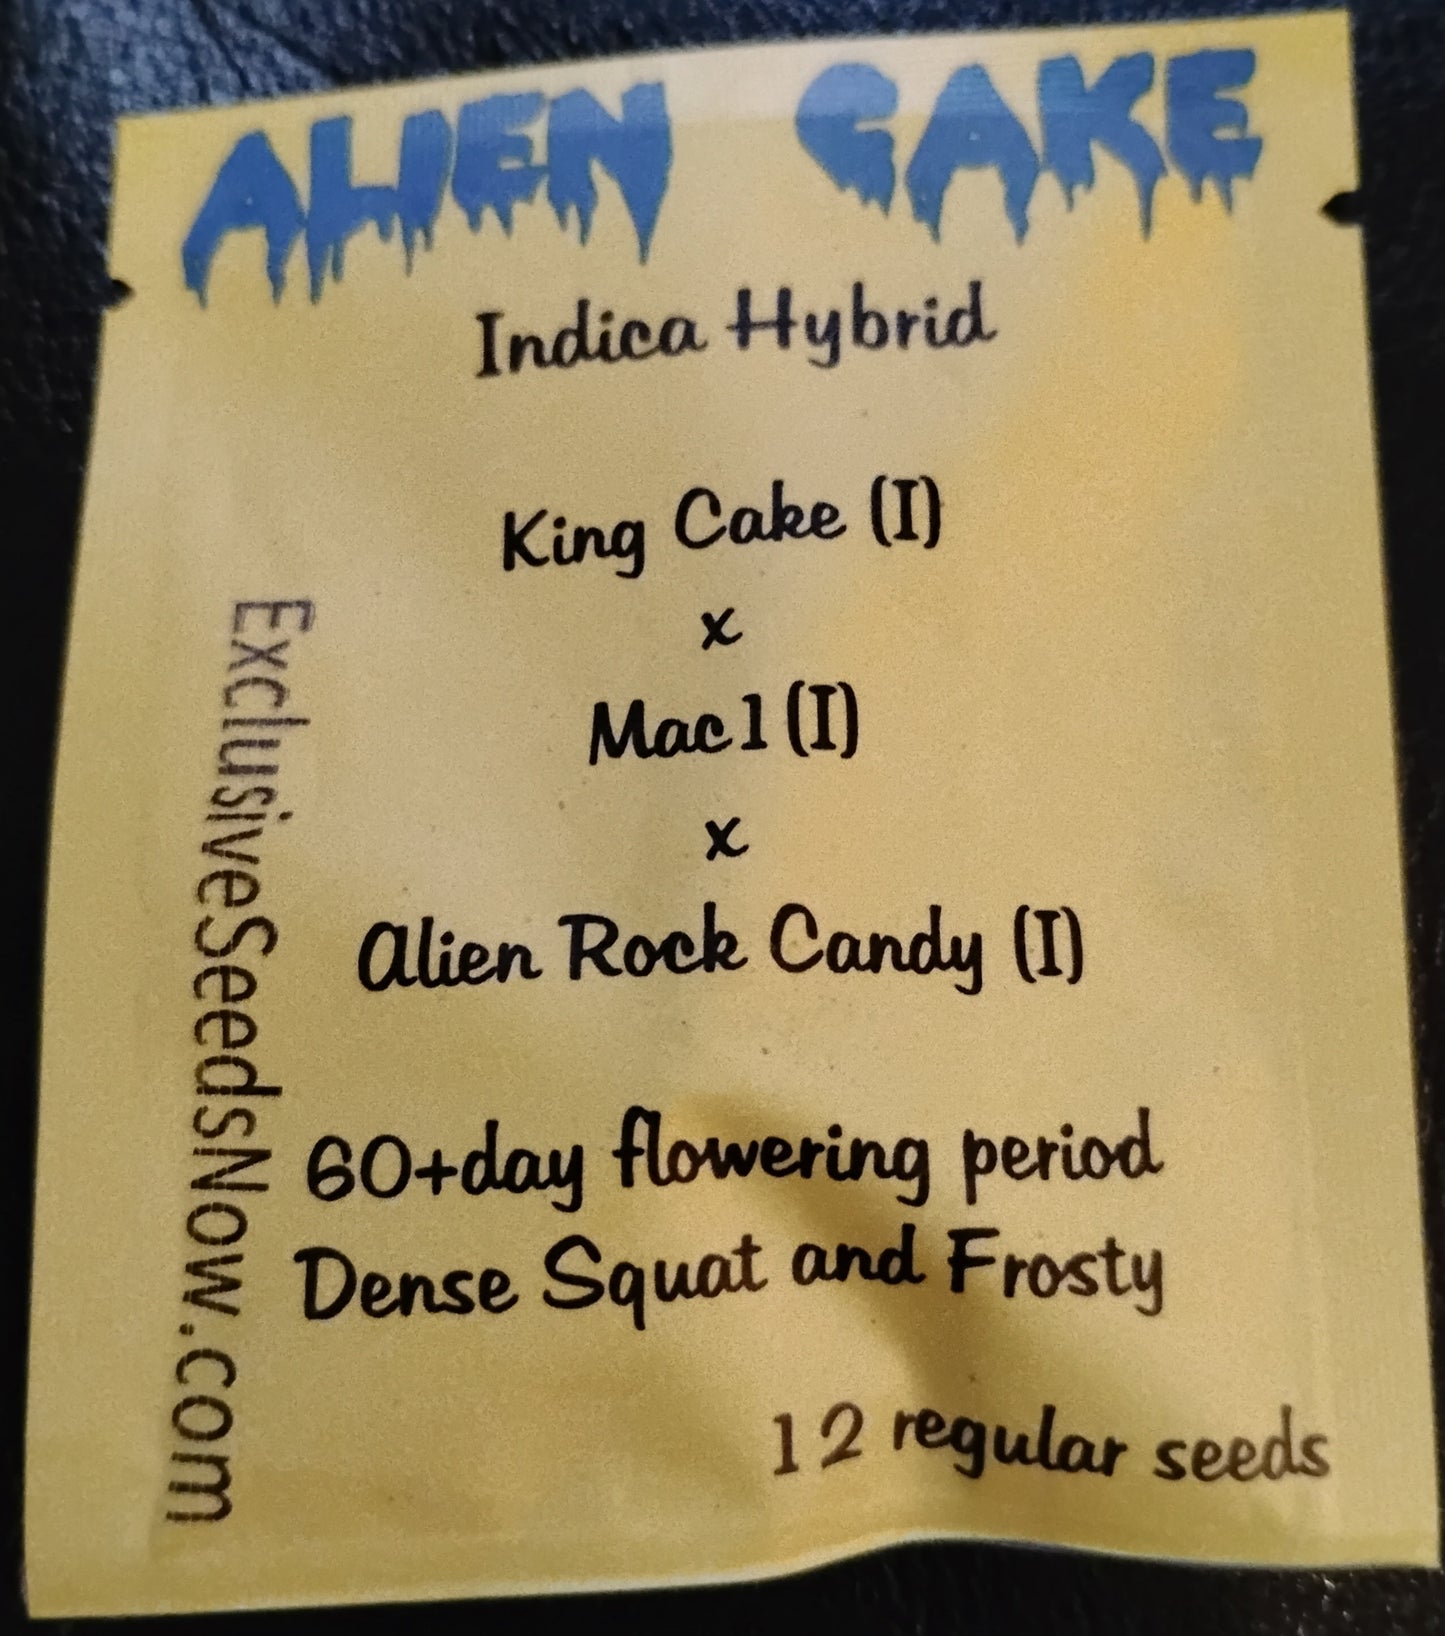 ALIEN CAKE
Indica Hybrid
King Cake (I)
x
Mac1 (I)
x
Alien Rock Candy (I)
60+day flowering period
Dense Squat and Frosty
12 regular seeds
ExclusiveSeedsNow.com